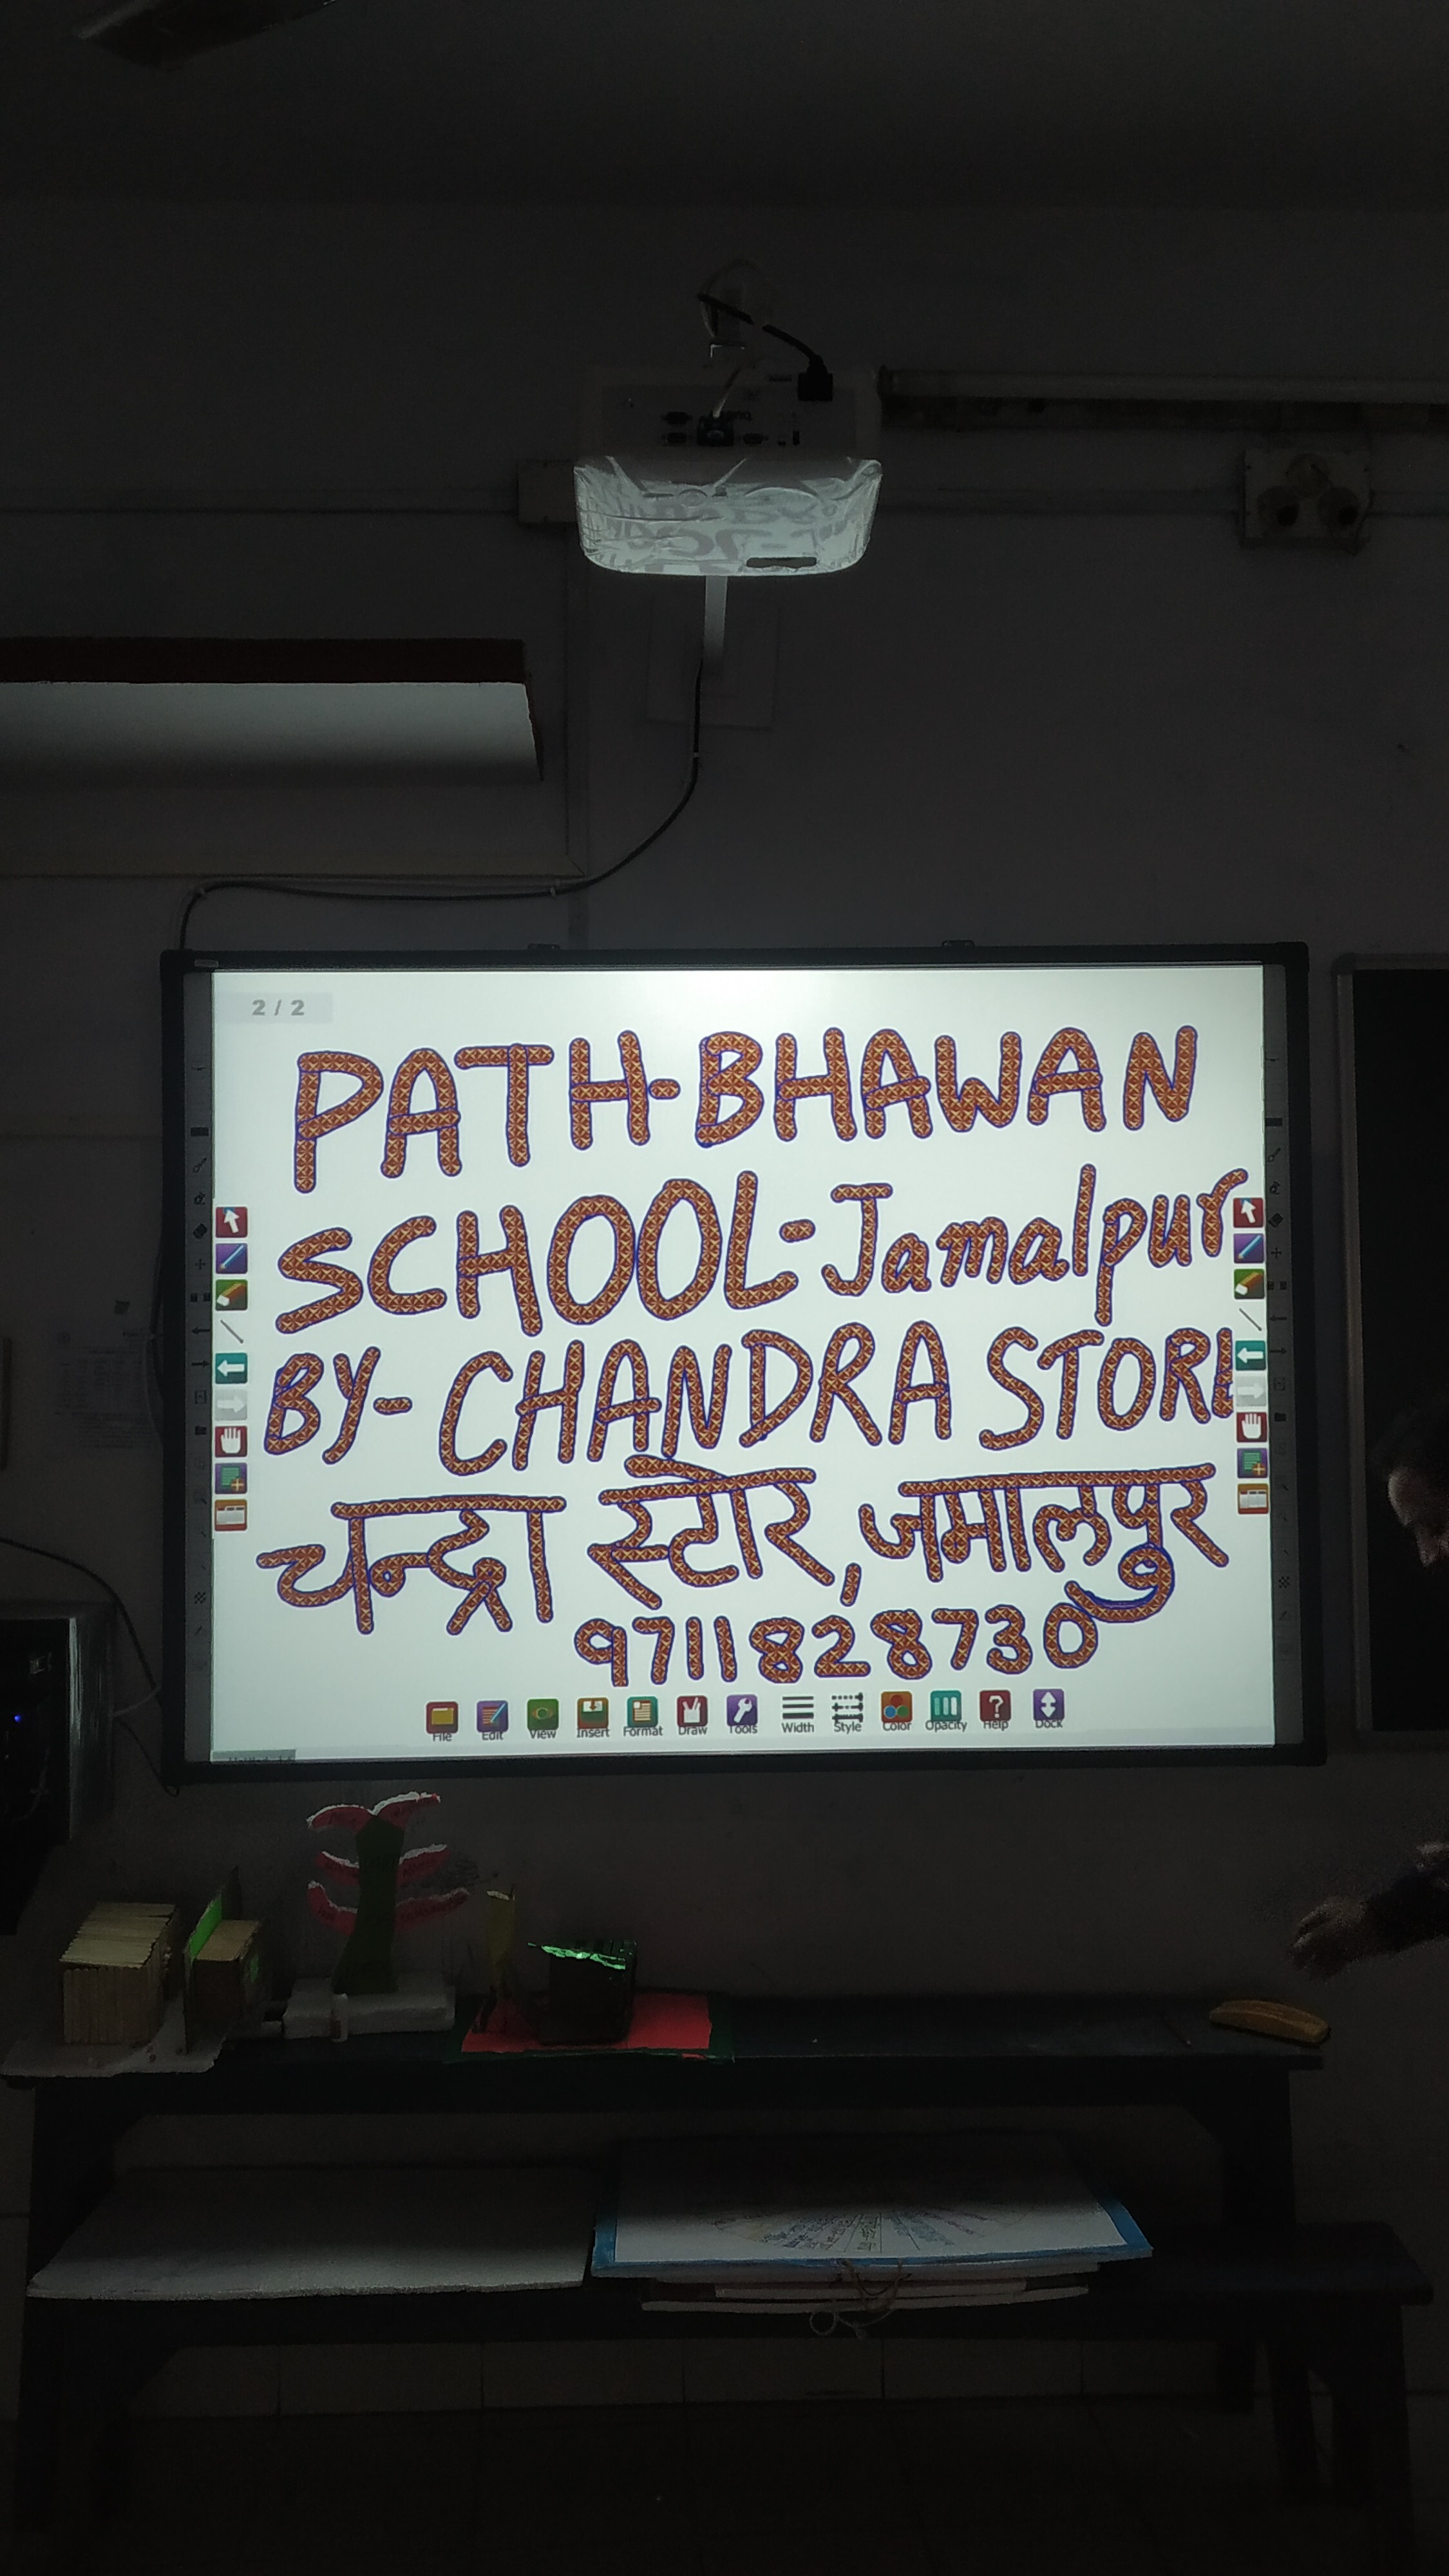 2 / 2
PATH-BHAWAN
SCHOOL-Jamalpur
BY- CHANDRA STORE
चन्द्रा स्टोर, जमालपुर
9711828730
File Edit View Insert Format Draw Tools Width Style Color Opacity Help Dock